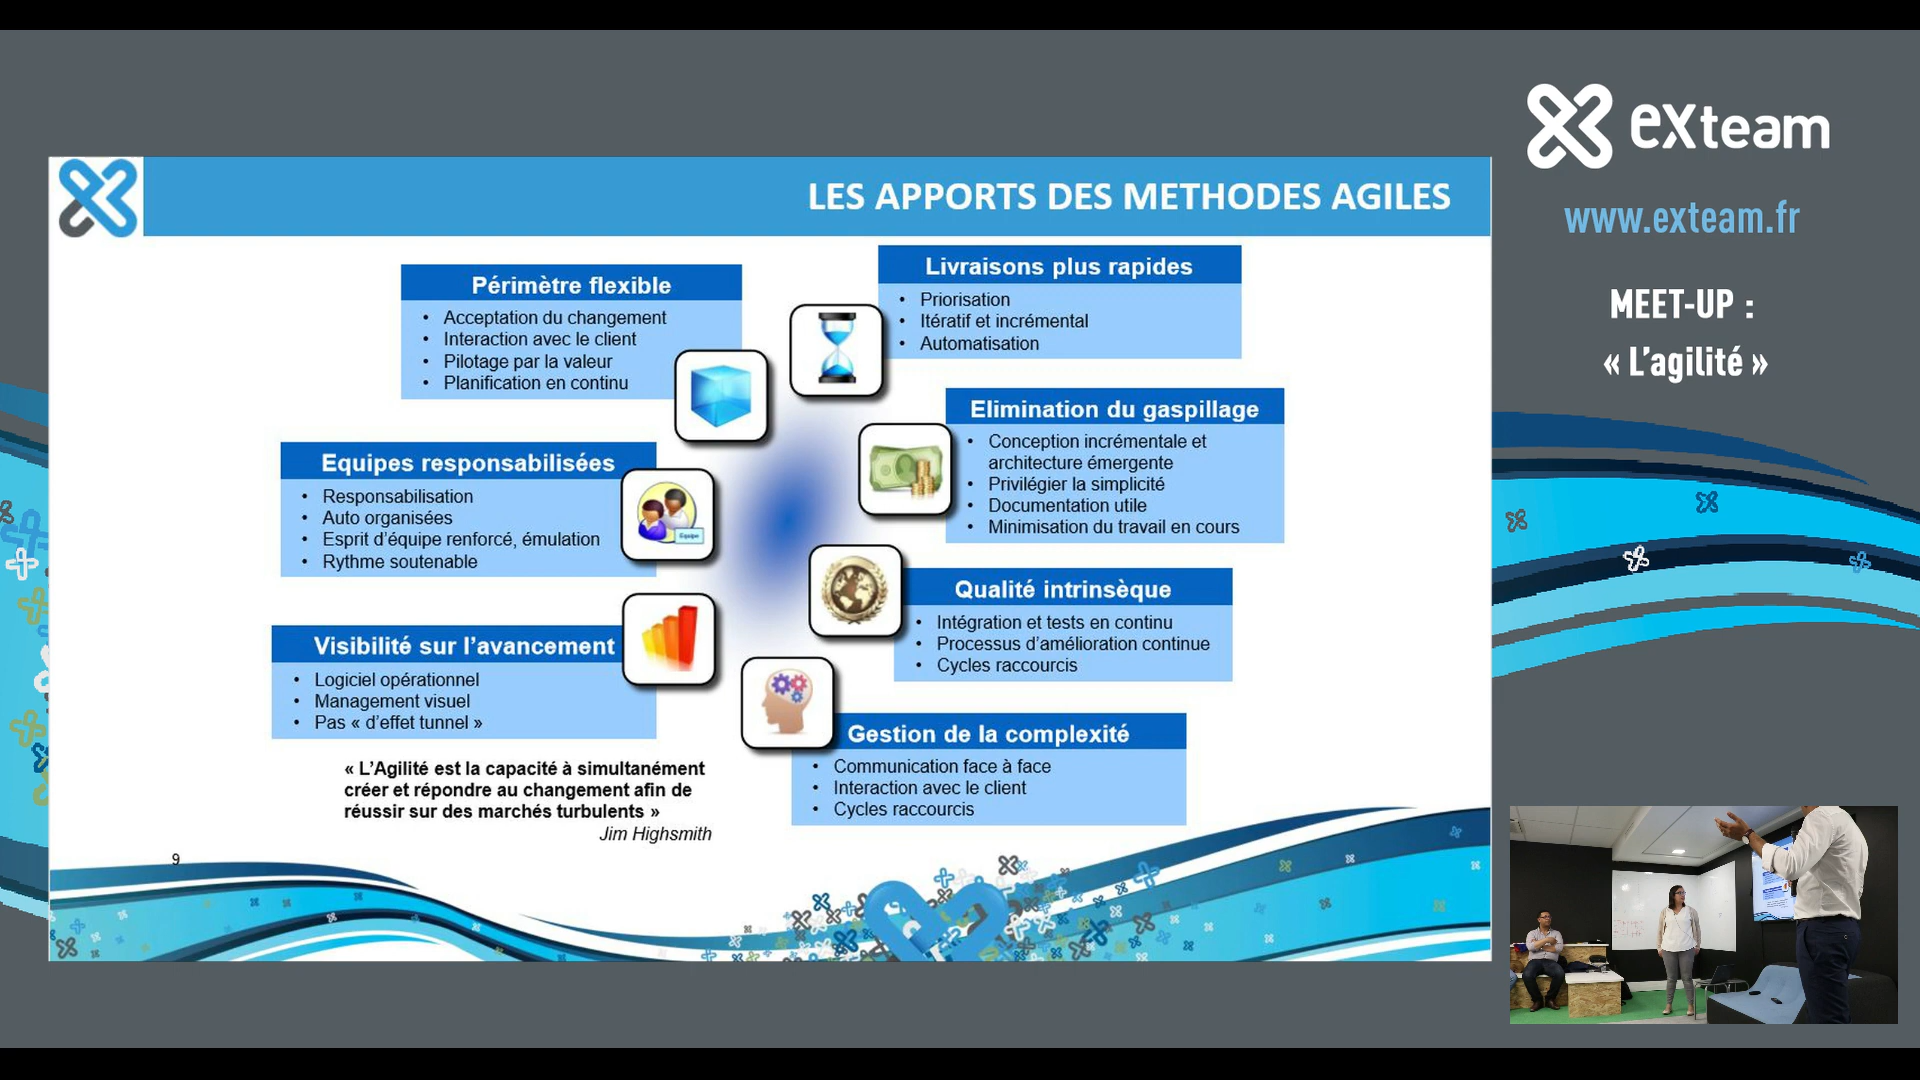 LES APPORTS DES METHODES AGILES
Périmètre flexible
• Acceptation du changement
• Interaction avec le client
• Pilotage par la valeur
• Planification en continu
Livraisons plus rapides
• Priorisation
• Itératif et incrémental
• Automatisation
Elimination du gaspillage
• Conception incrémentale et
architecture émergente
• Privilégier la simplicité
• Documentation utile
• Minimisation du travail en cours
Equipes responsabilisées
• Responsabilisation
• Auto organisées
• Esprit d’équipe renforcé, émulation
• Rythme soutenable
Equipe
Qualité intrinsèque
• Intégration et tests en continu
• Processus d’amélioration continue
• Cycles raccourcis
Visibilité sur l’avancement
• Logiciel opérationnel
• Management visuel
• Pas « d’effet tunnel »
Gestion de la complexité
• Communication face à face
• Interaction avec le client
• Cycles raccourcis
« L’Agilité est la capacité à simultanément
créer et répondre au changement afin de
réussir sur des marchés turbulents »
Jim Highsmith
9
eXteam
www.exteam.fr
MEET-UP :
« L’agilité »